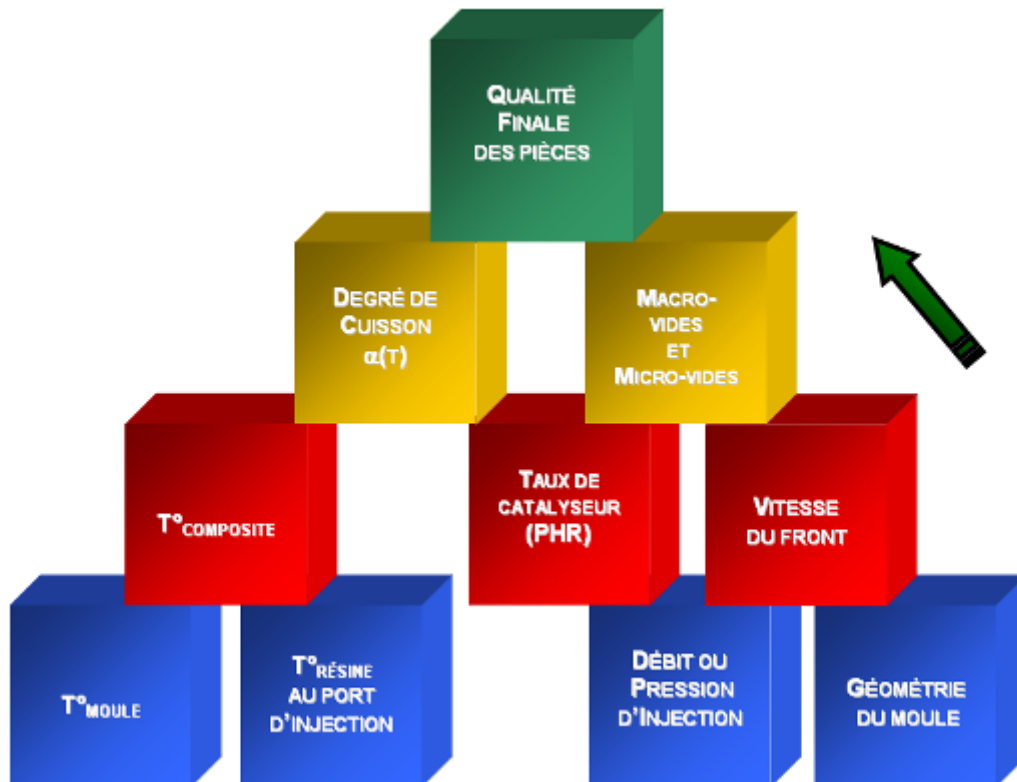 QUALITÉ
FINALE
DES PIÈCES
DEGRÉ DE
CUISSON
α(T)
MACRO-
VIDES
ET
MICRO-VIDES
T°COMPOSITE
TAUX DE
CATALYSEUR
(PHR)
VITESSE
DU FRONT
T°MOULE
T°RÉSINE
AU PORT
D'INJECTION
DÉBIT OU
PRESSION
D'INJECTION
GÉOMÉTRIE
DU MOULE